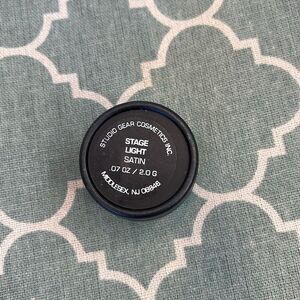 STUDIO GEAR COSMETICS INC.
STAGE
LIGHT
SATIN
.07 OZ / 2.0 G
MIDDLESEX, NJ 08846